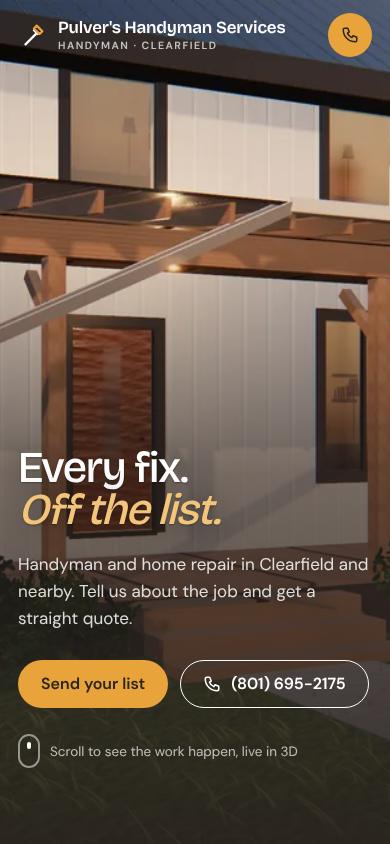 Pulver's Handyman Services
HANDYMAN · CLEARFIELD
Every fix.
Off the list.
Handyman and home repair in Clearfield and
nearby. Tell us about the job and get a
straight quote.
Send your list
(801) 695-2175
Scroll to see the work happen, live in 3D